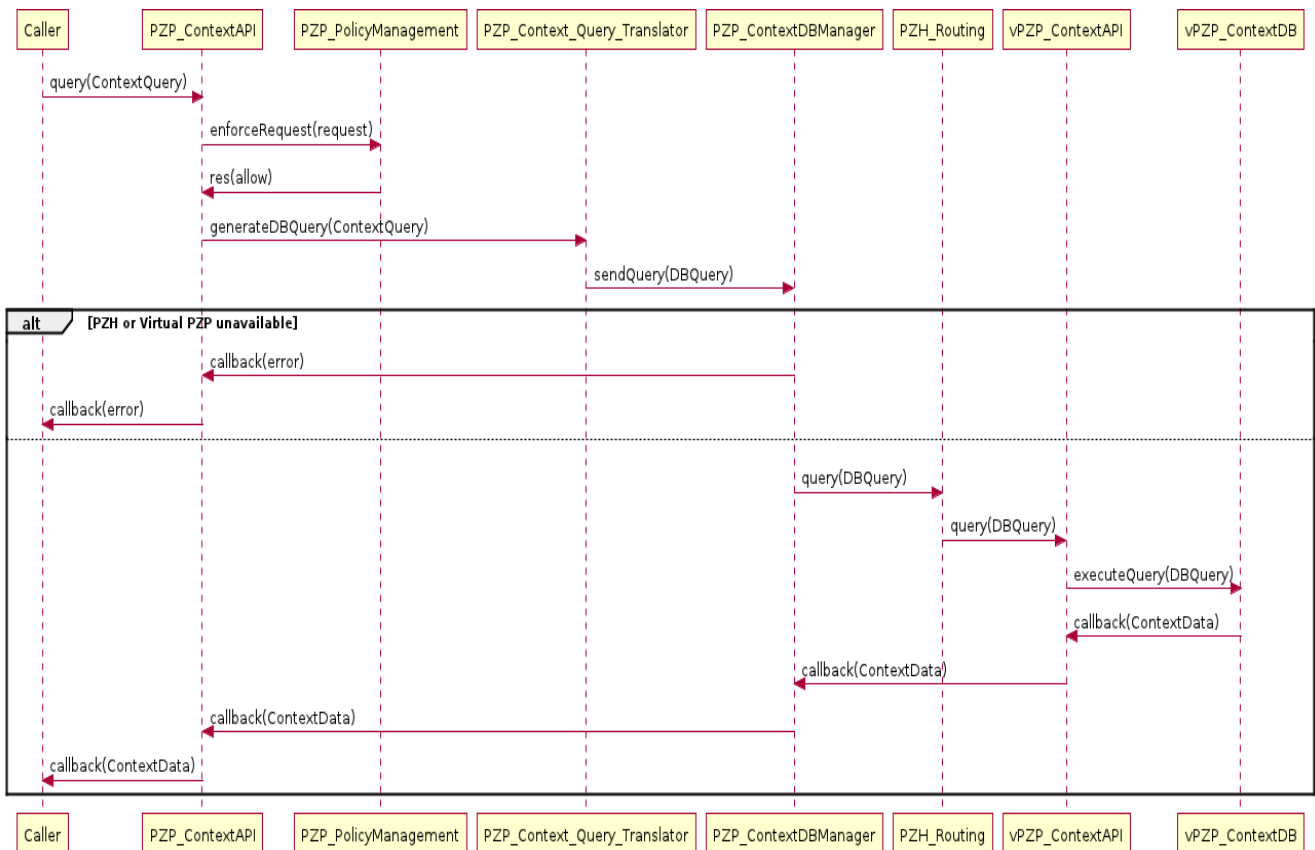 Caller PZP_ContextAPI PZP_PolicyManagement PZP_Context_Query_Translator PZP_ContextDBManager PZH_Routing vPZP_ContextAPI vPZP_ContextDB
query(ContextQuery)
enforceRequest(request)
res(allow)
generateDBQuery(ContextQuery)
sendQuery(DBQuery)
alt [PZH or Virtual PZP unavailable]
callback(error)
callback(error)
query(DBQuery)
query(DBQuery)
executeQuery(DBQuery)
callback(ContextData)
callback(ContextData)
callback(ContextData)
callback(ContextData)
Caller PZP_ContextAPI PZP_PolicyManagement PZP_Context_Query_Translator PZP_ContextDBManager PZH_Routing vPZP_ContextAPI vPZP_ContextDB